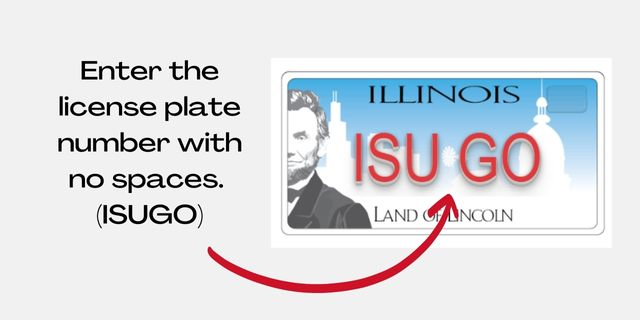 Enter the
license plate
number with
no spaces.
(ISUGO)
ILLINOIS
ISU GO
LAND OF LINCOLN